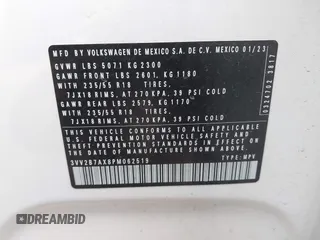 MFD BY VOLKSWAGEN DE MEXICO S.A. DE C.V. MEXICO 01/23
GVWR LBS 5071 KG 2300
GAWR FRONT LBS 2601, KG 1180
WITH 235/55 R18 TIRES,
7JX18 RIMS, AT 270 KPA, 39 PSI COLD
GAWR REAR LBS 2579, KG 1170
WITH 235/55 R18 TIRES,
7JX18 RIMS, AT 270 KPA, 39 PSI COLD
THIS VEHICLE CONFORMS TO ALL APPLICABLE
U.S. FEDERAL MOTOR VEHICLE SAFETY
STANDARDS IN EFFECT ON THE DATE OF
MANUFACTURE SHOWN ABOVE.
3VV2B7AX8PM062519 TYPE: MPV
0324702 3817
DREAMBID